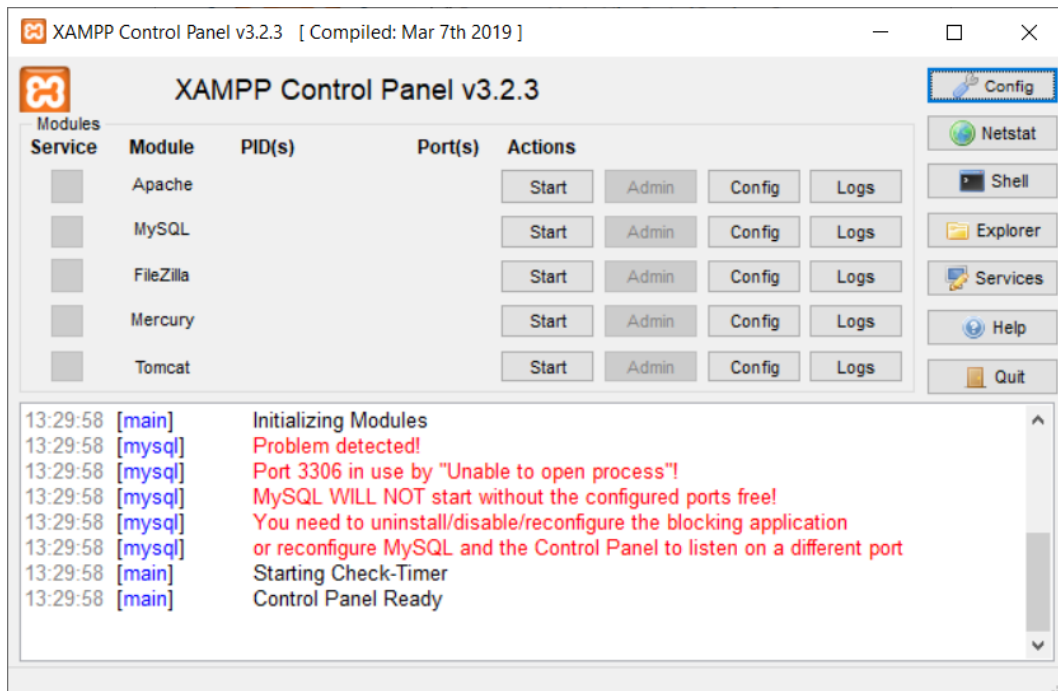 XAMPP Control Panel v3.2.3 [ Compiled: Mar 7th 2019 ]
XAMPP Control Panel v3.2.3
Config
Modules
Service Module PID(s) Port(s) Actions
Netstat
Apache Start Admin Config Logs
Shell
MySQL Start Admin Config Logs
Explorer
FileZilla Start Admin Config Logs
Services
Mercury Start Admin Config Logs
Help
Tomcat Start Admin Config Logs
Quit
13:29:58 [main] Initializing Modules
13:29:58 [mysql] Problem detected!
13:29:58 [mysql] Port 3306 in use by "Unable to open process"!
13:29:58 [mysql] MySQL WILL NOT start without the configured ports free!
13:29:58 [mysql] You need to uninstall/disable/reconfigure the blocking application
13:29:58 [mysql] or reconfigure MySQL and the Control Panel to listen on a different port
13:29:58 [main] Starting Check-Timer
13:29:58 [main] Control Panel Ready